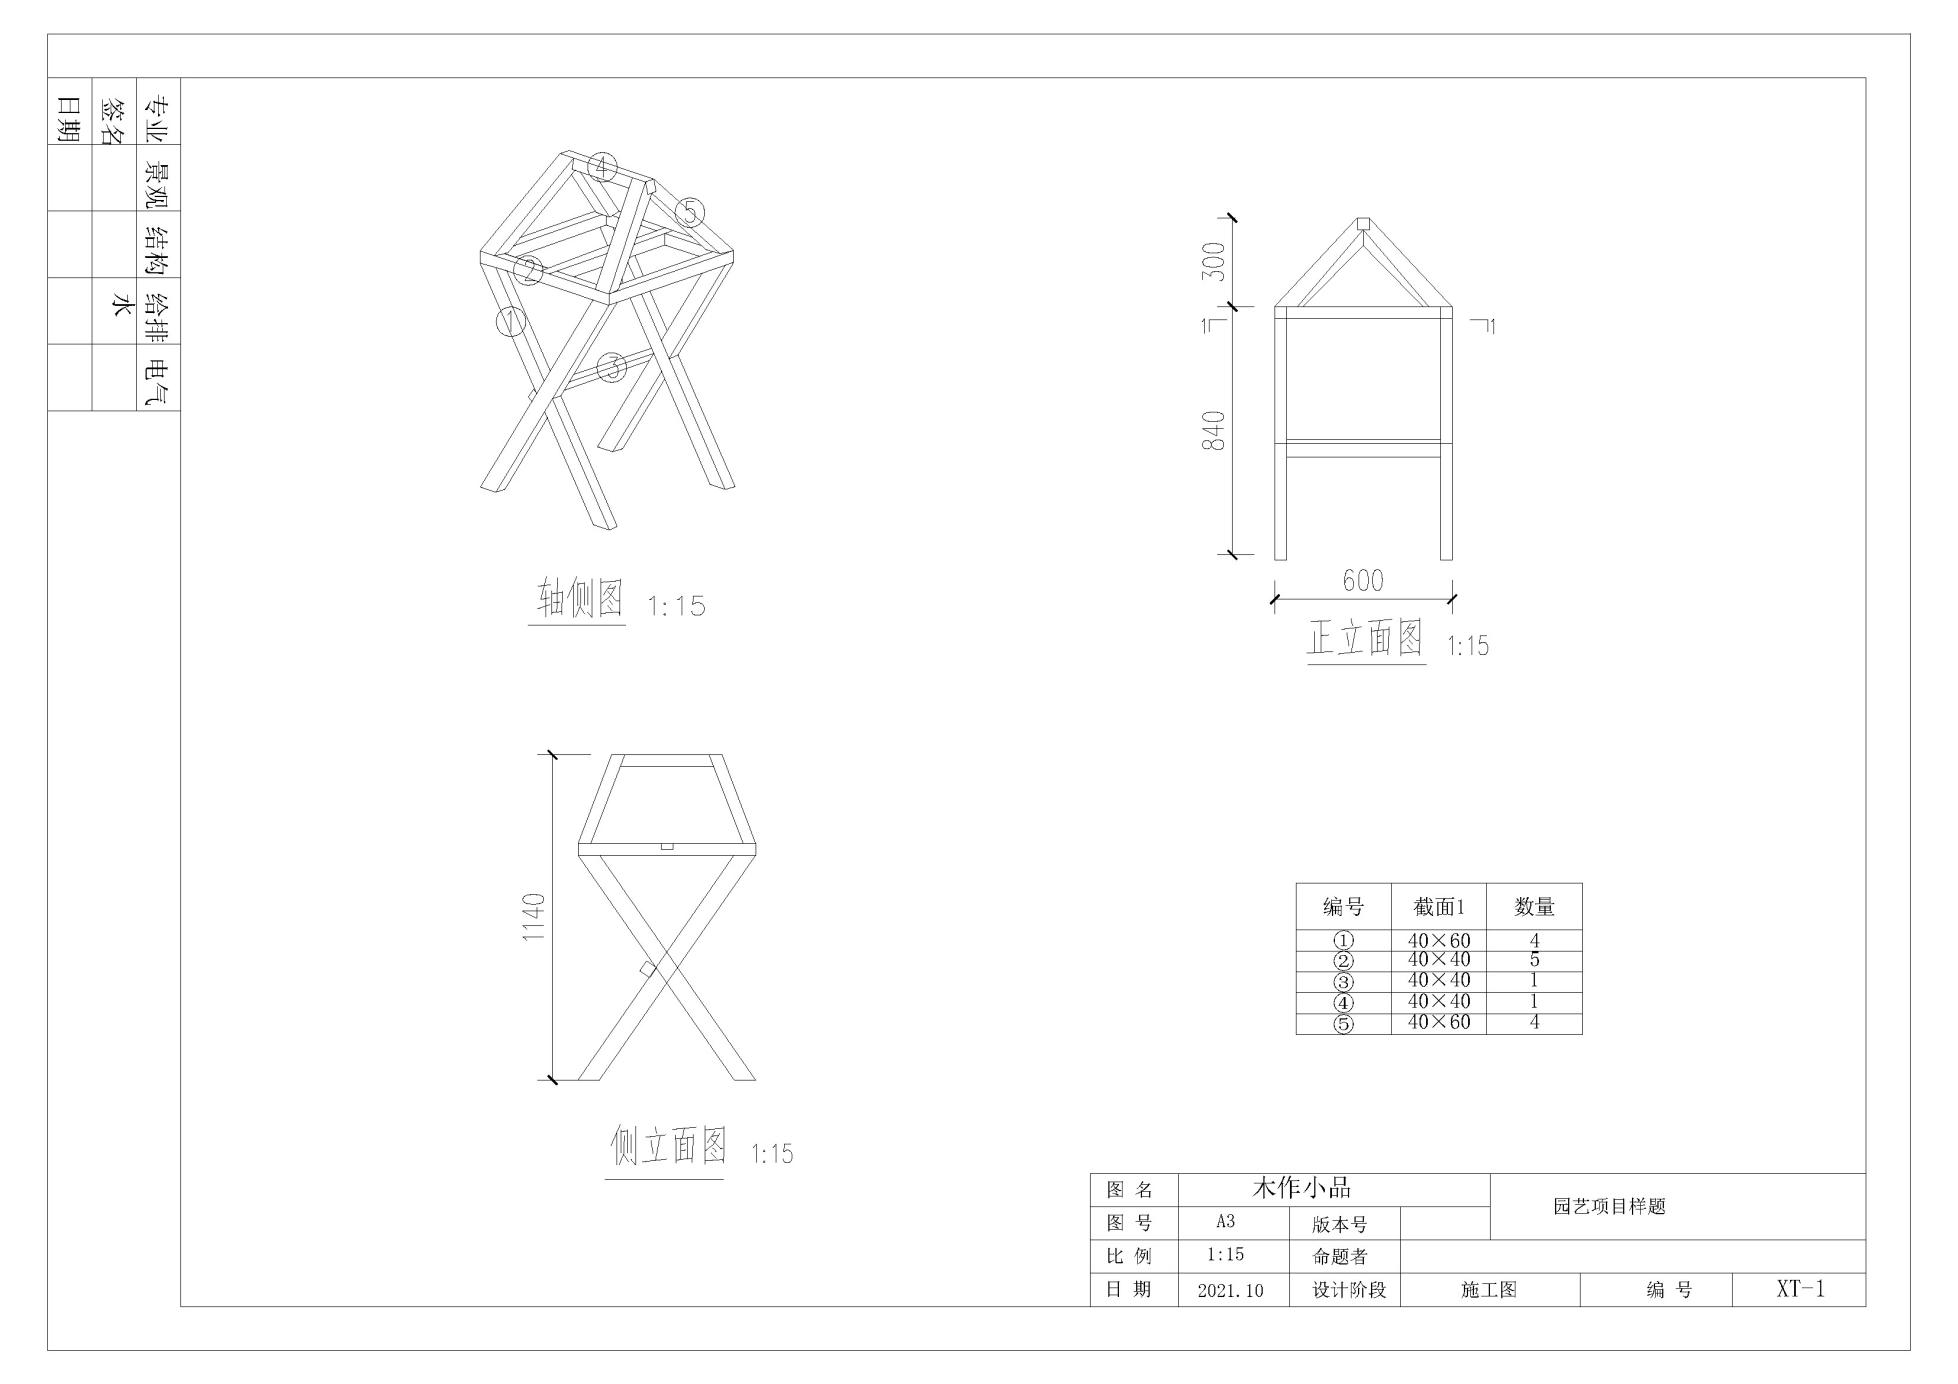 专业 签名 日期
景观
结构
给排水
电气
④
⑤
②
①
③
轴侧图 1:15
300
1 1
840
600
正立面图 1:15
1140
侧立面图 1:15
编号 截面1 数量
① 40×60 4
② 40×40 5
③ 40×40 1
④ 40×40 1
⑤ 40×60 4
图 名 木作小品 园艺项目样题
图 号 A3 版本号
比 例 1:15 命题者
日 期 2021.10 设计阶段 施工图 编 号 XT-1